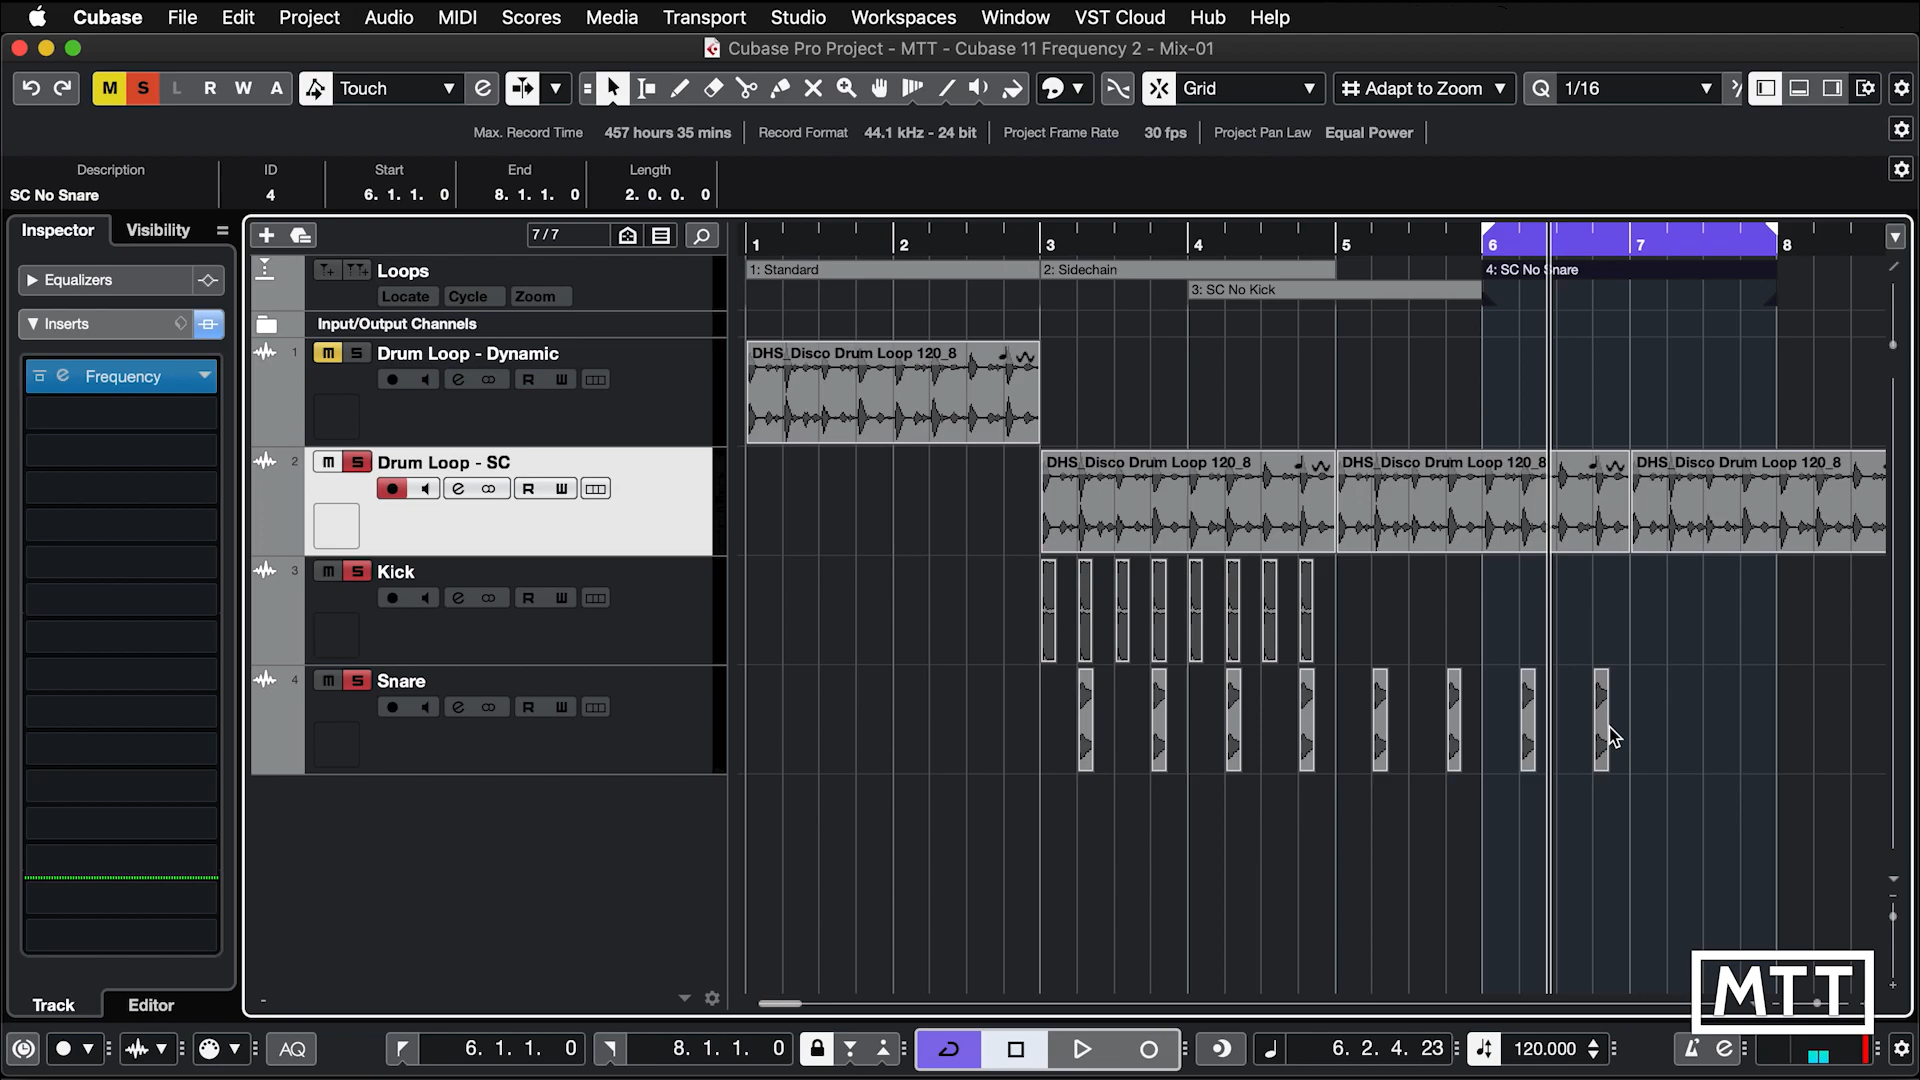 Cubase File Edit Project Audio MIDI Scores Media Transport Studio Workspaces Window VST Cloud Hub Help
Cubase Pro Project - MTT - Cubase 11 Frequency 2 - Mix-01
M S L R W A Touch Grid Adapt to Zoom Q 1/16
Max. Record Time 457 hours 35 mins Record Format 44.1 kHz - 24 bit Project Frame Rate 30 fps Project Pan Law Equal Power
Description ID Start End Length
SC No Snare 4 6. 1. 1. 0 8. 1. 1. 0 2. 0. 0. 0
Inspector Visibility 7/7 1 2 3 4 5 6 7 8
Equalizers
Inserts
Frequency
Loops
Locate Cycle Zoom
1: Standard 2: Sidechain 4: SC No Snare
3: SC No Kick
Input/Output Channels
1 M S Drum Loop - Dynamic
R W
DHS_Disco Drum Loop 120_8
2 M S Drum Loop - SC
R W
DHS_Disco Drum Loop 120_8 DHS_Disco Drum Loop 120_8 DHS_Disco Drum Loop 120_8
3 M S Kick
R W
4 M S Snare
R W
MTT
Track Editor
AQ 6. 1. 1. 0 8. 1. 1. 0 6. 2. 4. 23 120.000